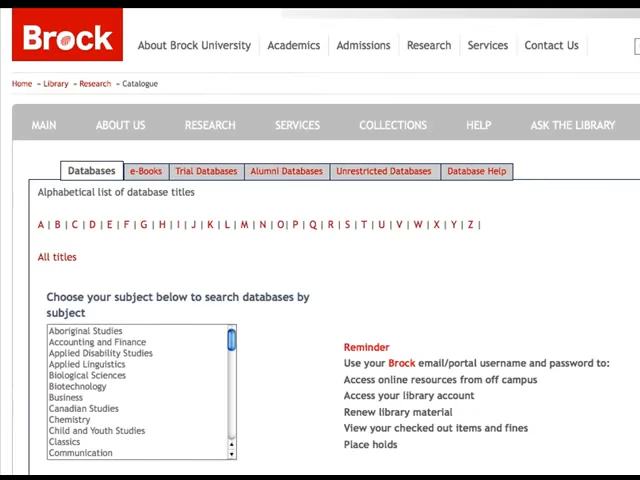 Brock
About Brock University Academics Admissions Research Services Contact Us
Home - Library - Research - Catalogue
MAIN ABOUT US RESEARCH SERVICES COLLECTIONS HELP ASK THE LIBRARY
Databases e-Books Trial Databases Alumni Databases Unrestricted Databases Database Help
Alphabetical list of database titles
A | B | C | D | E | F | G | H | I | J | K | L | M | N | O | P | Q | R | S | T | U | V | W | X | Y | Z |
All titles
Choose your subject below to search databases by
subject
Aboriginal Studies
Accounting and Finance
Applied Disability Studies
Applied Linguistics
Biological Sciences
Biotechnology
Business
Canadian Studies
Chemistry
Child and Youth Studies
Classics
Communication
Reminder
Use your Brock email/portal username and password to:
Access online resources from off campus
Access your library account
Renew library material
View your checked out items and fines
Place holds